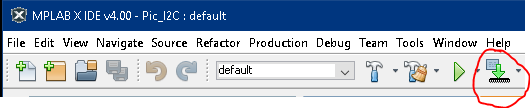 MPLAB X IDE v4.00 - Pic_I2C : default
File Edit View Navigate Source Refactor Production Debug Team Tools Window Help
default